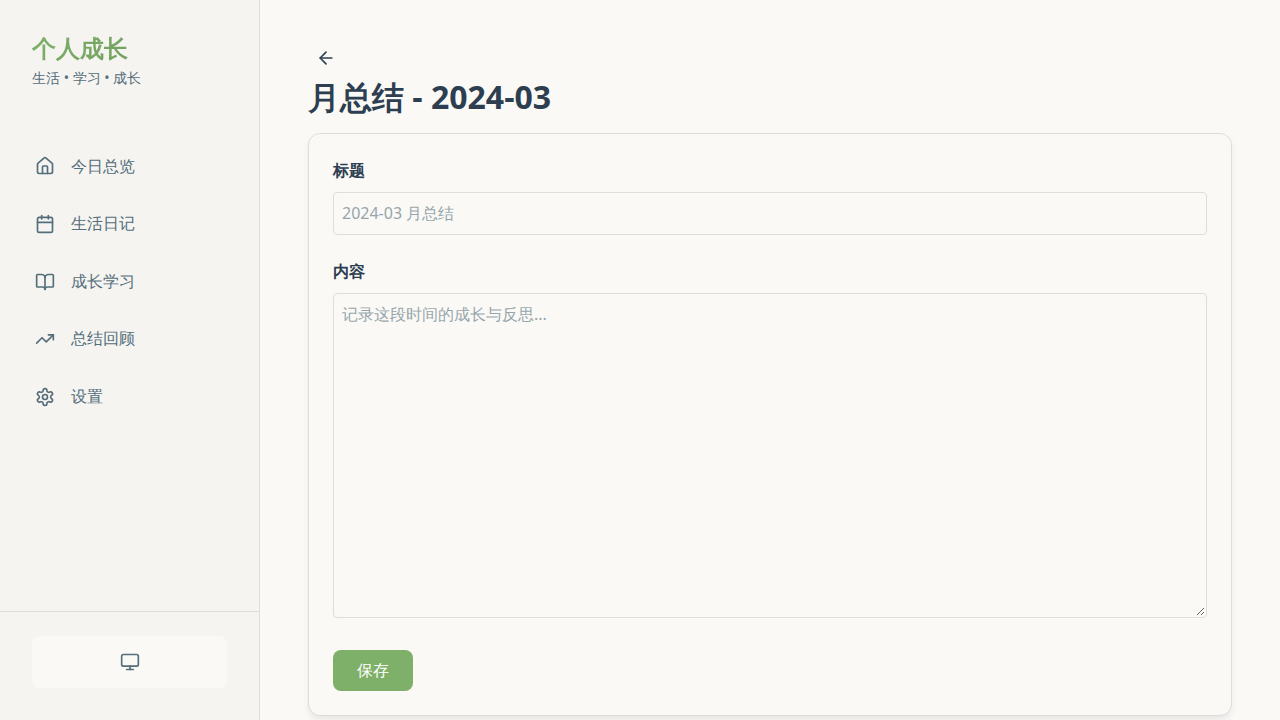 个人成长
生活 • 学习 • 成长
今日总览
生活日记
成长学习
总结回顾
设置
月总结 - 2024-03
标题
2024-03 月总结
内容
记录这段时间的成长与反思...
保存